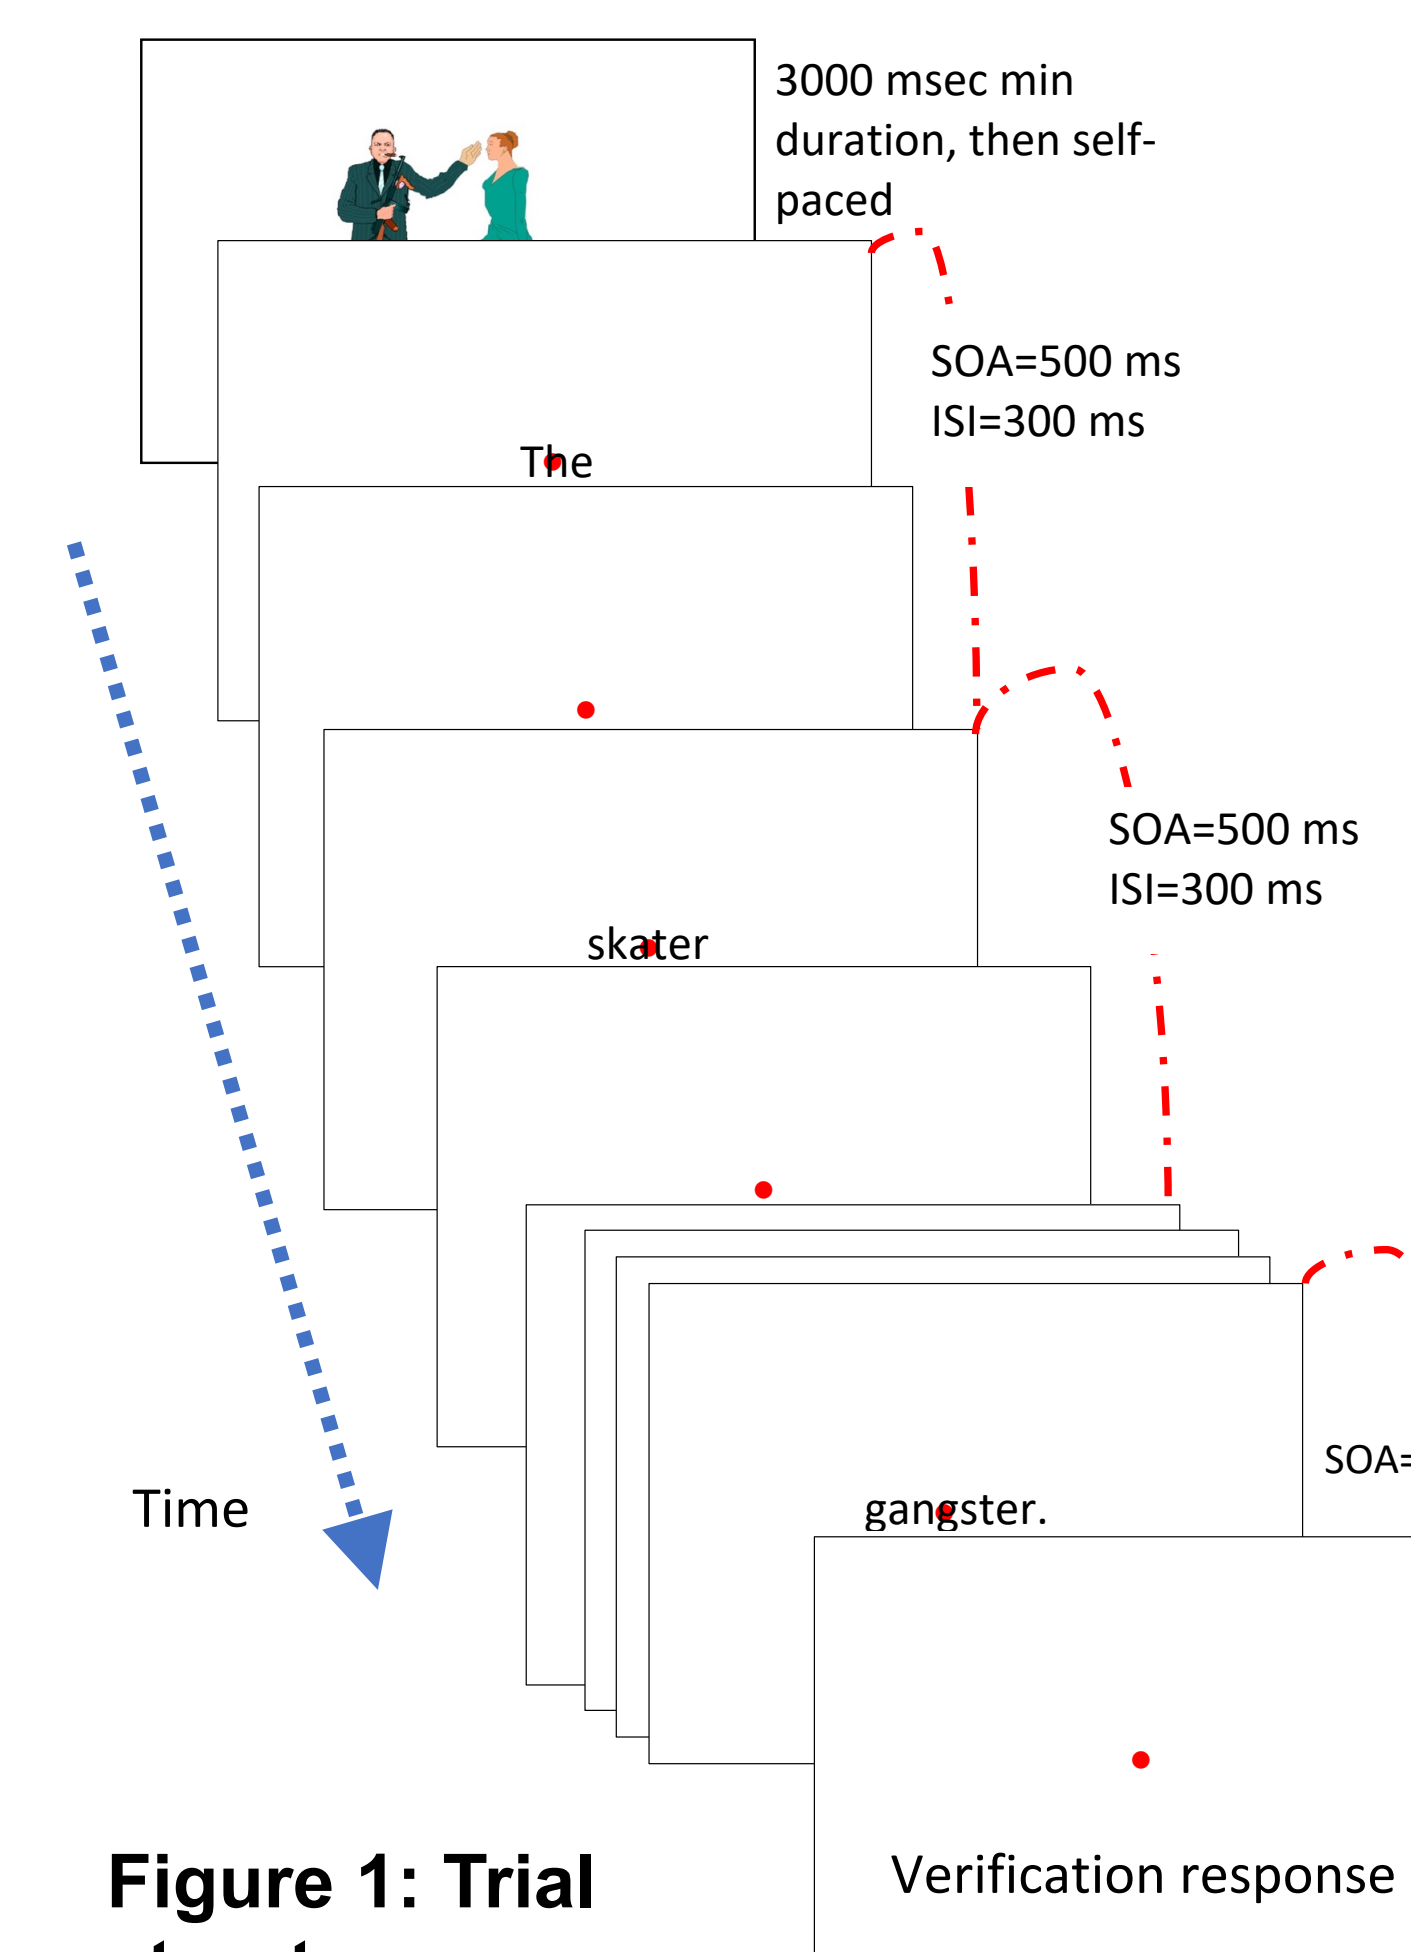 3000 msec min
duration, then self-
paced
SOA=500 ms
ISI=300 ms
The
SOA=500 ms
ISI=300 ms
skater
SOA=
gangster.
Time
Verification response
Figure 1: Trial